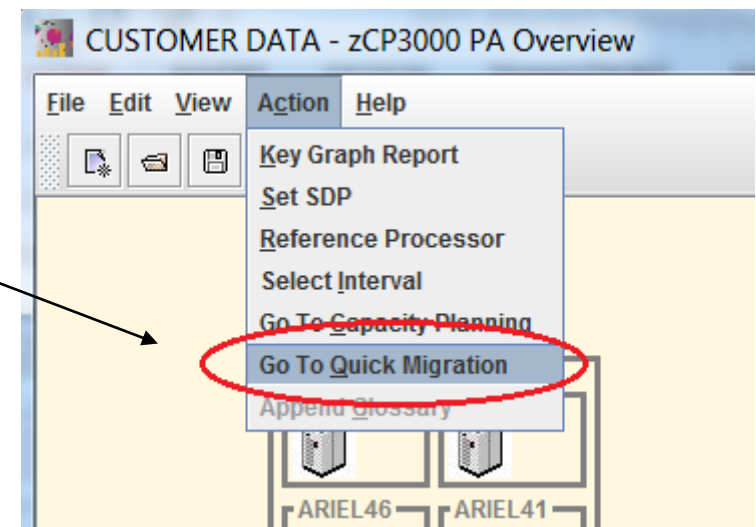 CUSTOMER DATA - zCP3000 PA Overview
File Edit View Action Help
Key Graph Report
Set SDP
Reference Processor
Select Interval
Go To Capacity Planning
Go To Quick Migration
Append Glossary
ARIEL46 ARIEL41